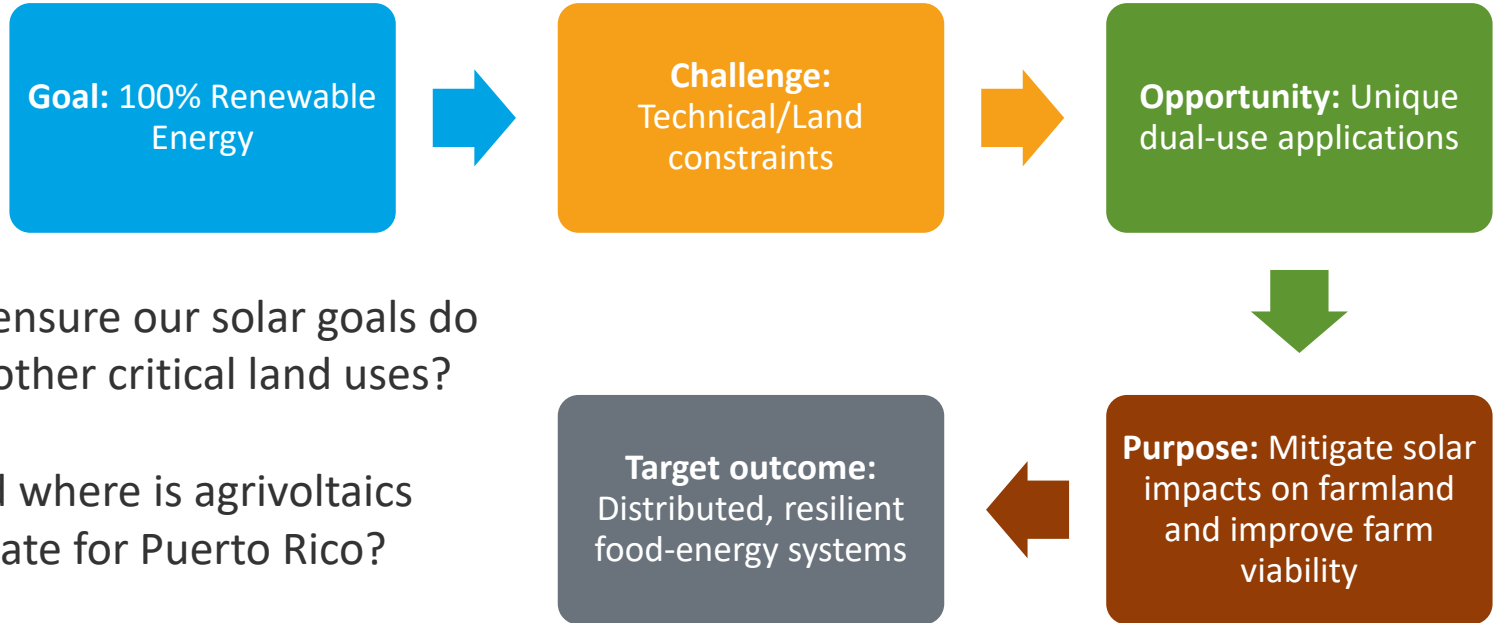 Goal: 100% Renewable
Energy
Challenge:
Technical/Land
constraints
Opportunity: Unique
dual-use applications
ensure our solar goals do
other critical land uses?
where is agrivoltaics
for Puerto Rico?
Target outcome:
Distributed, resilient
food-energy systems
Purpose: Mitigate solar
impacts on farmland
and improve farm
viability